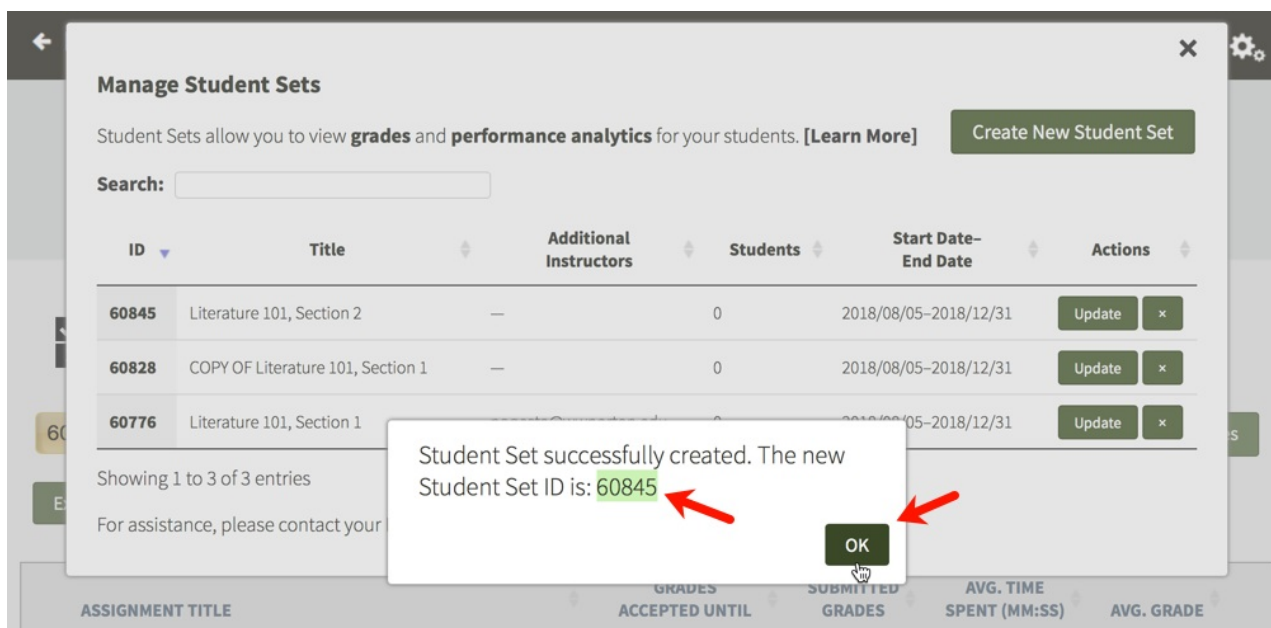 Manage Student Sets
Student Sets allow you to view grades and performance analytics for your students. [Learn More]
Create New Student Set
Search:
ID Title Additional Instructors Students Start Date– End Date Actions
60845 Literature 101, Section 2 — 0 2018/08/05–2018/12/31 Update ×
60828 COPY OF Literature 101, Section 1 — 0 2018/08/05–2018/12/31 Update ×
60776 Literature 101, Section 1 05–2018/12/31 Update ×
Showing 1 to 3 of 3 entries
For assistance, please contact your
Student Set successfully created. The new
Student Set ID is: 60845
OK
ASSIGNMENT TITLE GRADES ACCEPTED UNTIL SUBMITTED GRADES AVG. TIME SPENT (MM:SS) AVG. GRADE